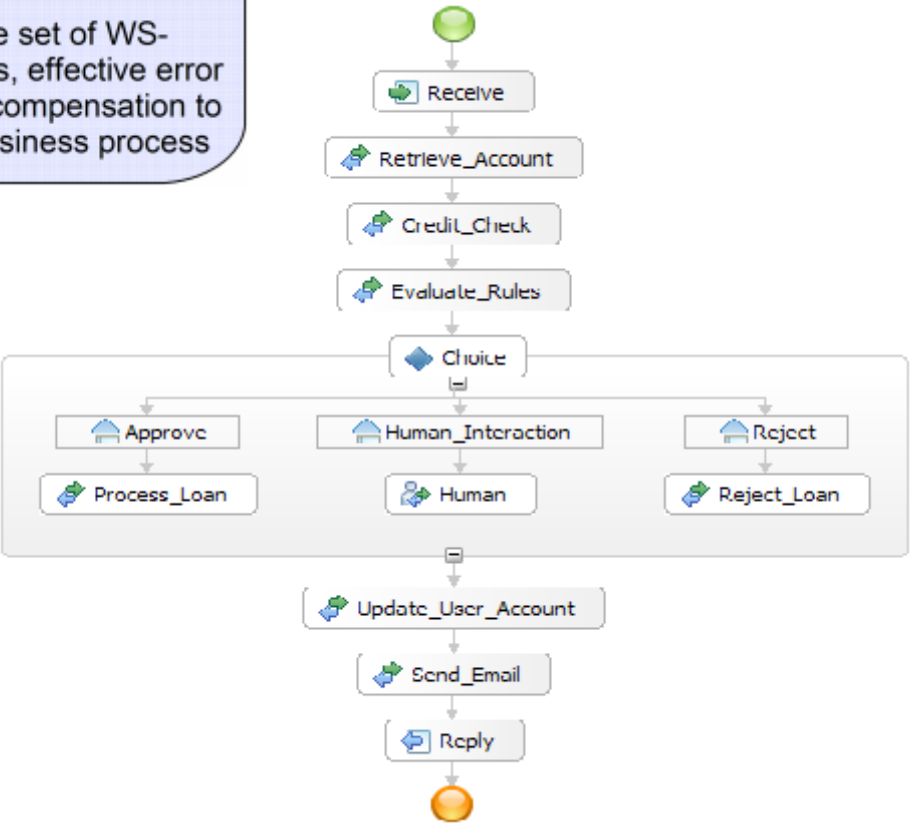 e set of WS-
s, effective error
compensation to
siness process
Receive
Retrieve_Account
Credit_Check
Evaluate_Rules
Choice
Approve Human_Interaction Reject
Process_Loan Human Reject_Loan
Update_User_Account
Send_Email
Reply